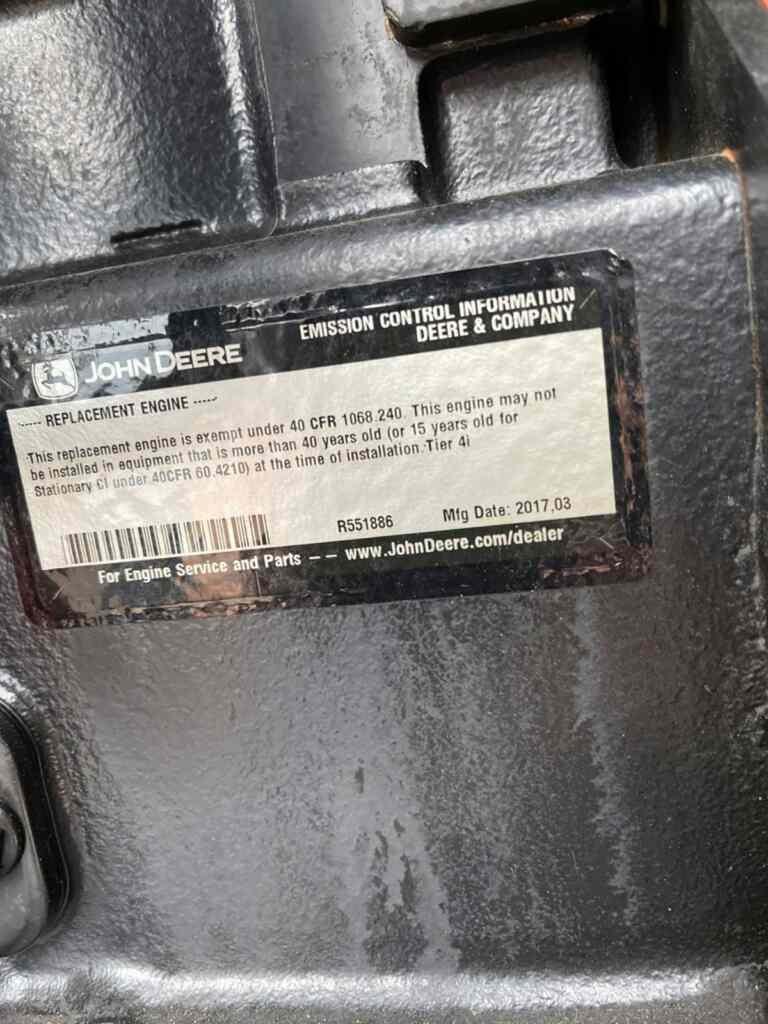 EMISSION CONTROL INFORMATION
DEERE & COMPANY
JOHN DEERE
----- REPLACEMENT ENGINE -----
This replacement engine is exempt under 40 CFR 1068.240. This engine may not
be installed in equipment that is more than 40 years old (or 15 years old for
Stationary CI under 40CFR 60.4210) at the time of installation. Tier 4i
R551886 Mfg Date: 2017.03
For Engine Service and Parts -- www.JohnDeere.com/dealer